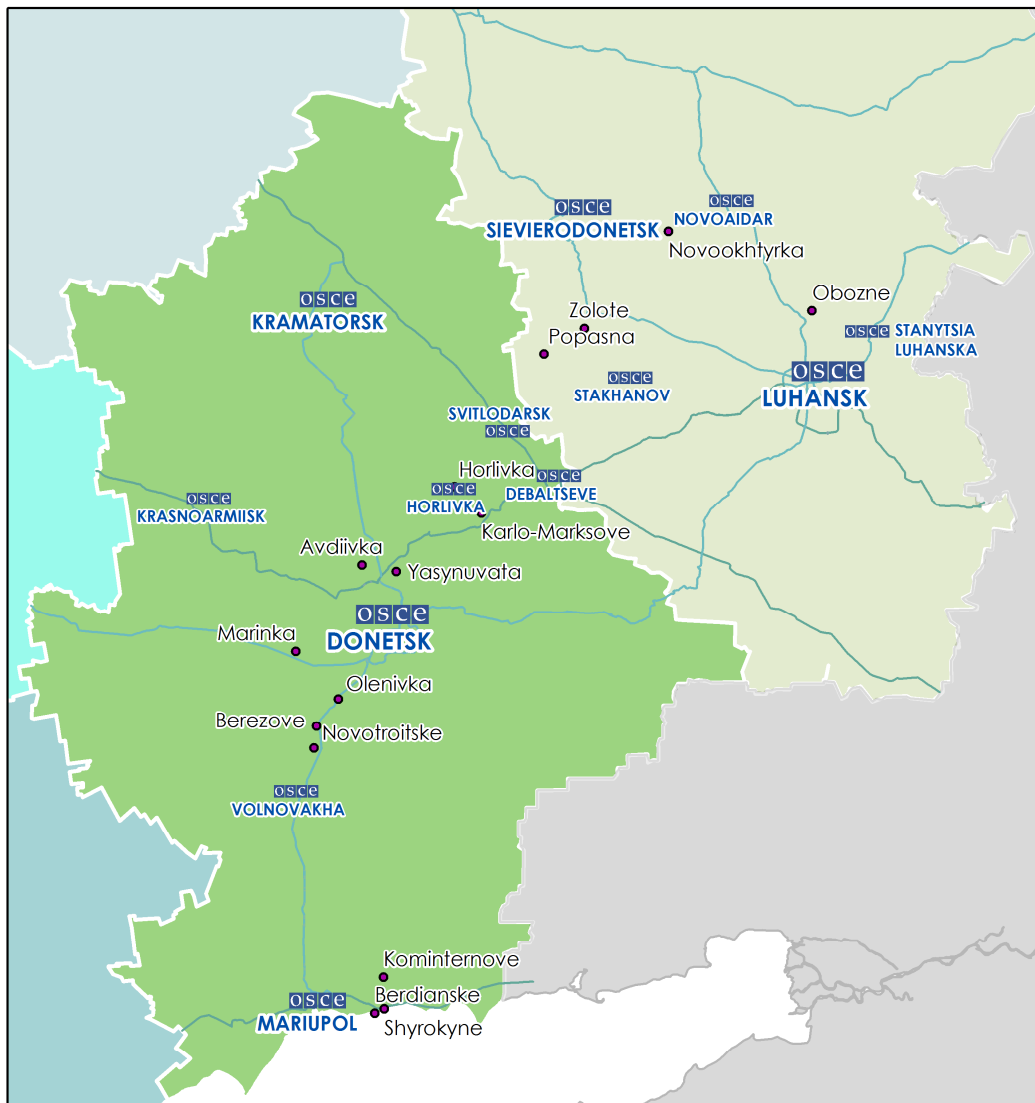 osce
NOVOAIDAR
osce
SIEVIERODONETSK
Novookhtyrka
Obozne
osce
KRAMATORSK
Zolote
Popasna
osce
STANYTSIA
LUHANSKA
osce
LUHANSK
osce
STAKHANOV
SVITLODARSK
osce
Horlivka
osce
DEBALTSEVE
osce
HORLIVKA
osce
KRASNOARMIISK
Karlo-Marksove
Avdiivka
Yasynuvata
osce
DONETSK
Marinka
Olenivka
Berezove
Novotroitske
osce
VOLNOVAKHA
Kominternove
osce
MARIUPOL
Berdianske
Shyrokyne